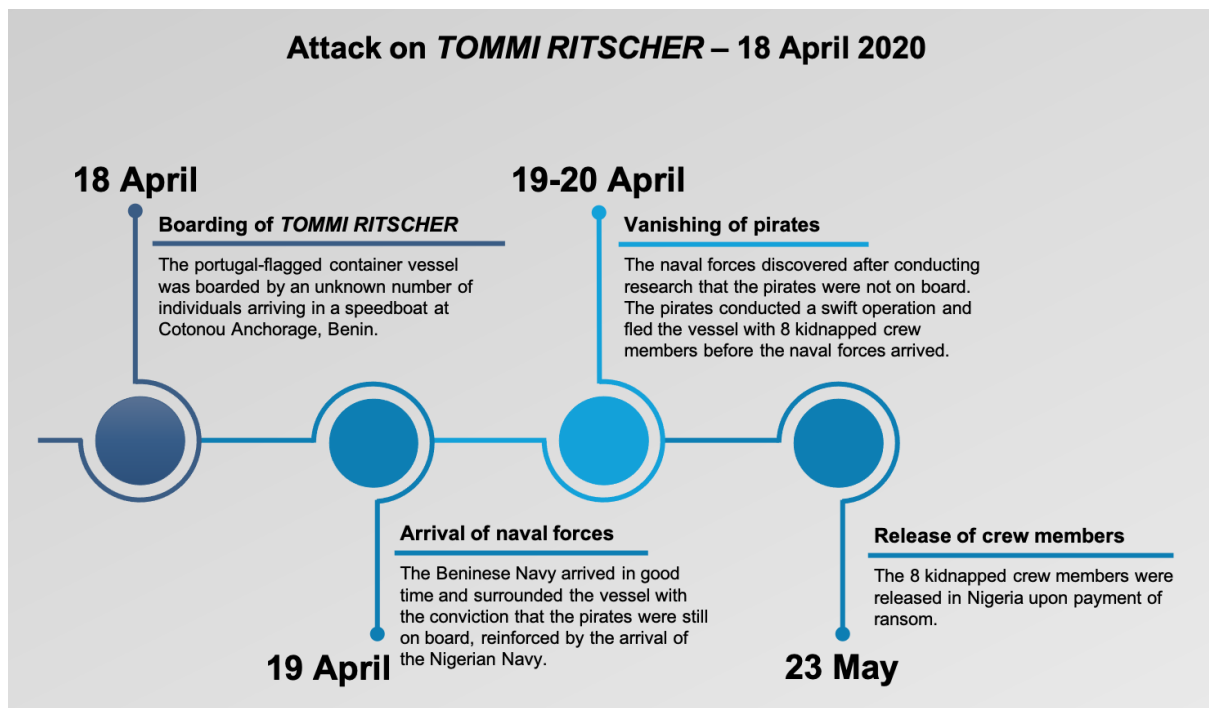 Attack on TOMMI RITSCHER – 18 April 2020
18 April
Boarding of TOMMI RITSCHER
The portugal-flagged container vessel
was boarded by an unknown number of
individuals arriving in a speedboat at
Cotonou Anchorage, Benin.
19 April
Arrival of naval forces
The Beninese Navy arrived in good
time and surrounded the vessel with
the conviction that the pirates were still
on board, reinforced by the arrival of
the Nigerian Navy.
19-20 April
Vanishing of pirates
The naval forces discovered after conducting
research that the pirates were not on board.
The pirates conducted a swift operation and
fled the vessel with 8 kidnapped crew
members before the naval forces arrived.
23 May
Release of crew members
The 8 kidnapped crew members were
released in Nigeria upon payment of
ransom.